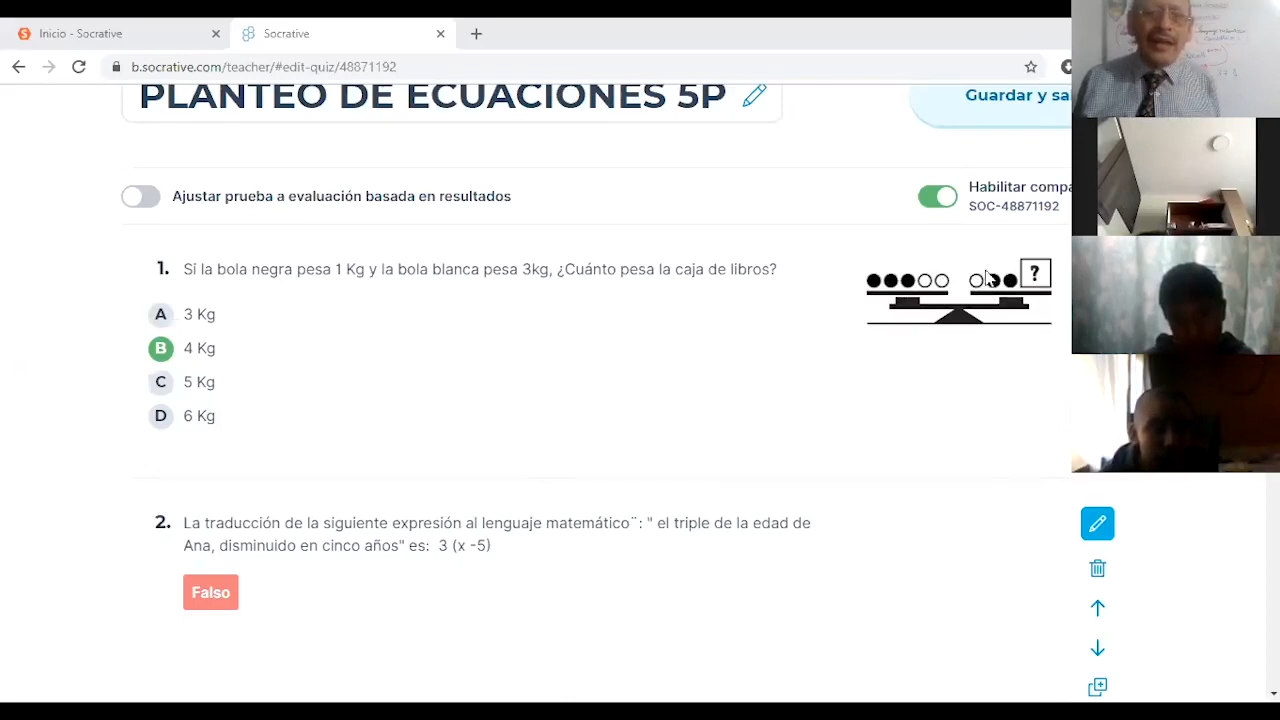 Inicio - Socrative
Socrative
b.socrative.com/teacher/#edit-quiz/48871192
PLANTEO DE ECUACIONES 5P
Guardar y sa
Ajustar prueba a evaluación basada en resultados
Habilitar compa
SOC-48871192
1. Si la bola negra pesa 1 Kg y la bola blanca pesa 3kg, ¿Cuánto pesa la caja de libros?
?
A 3 Kg
B 4 Kg
C 5 Kg
D 6 Kg
2. La traducción de la siguiente expresión al lenguaje matemático¨: " el triple de la edad de
Ana, disminuido en cinco años" es: 3 (x -5)
Falso